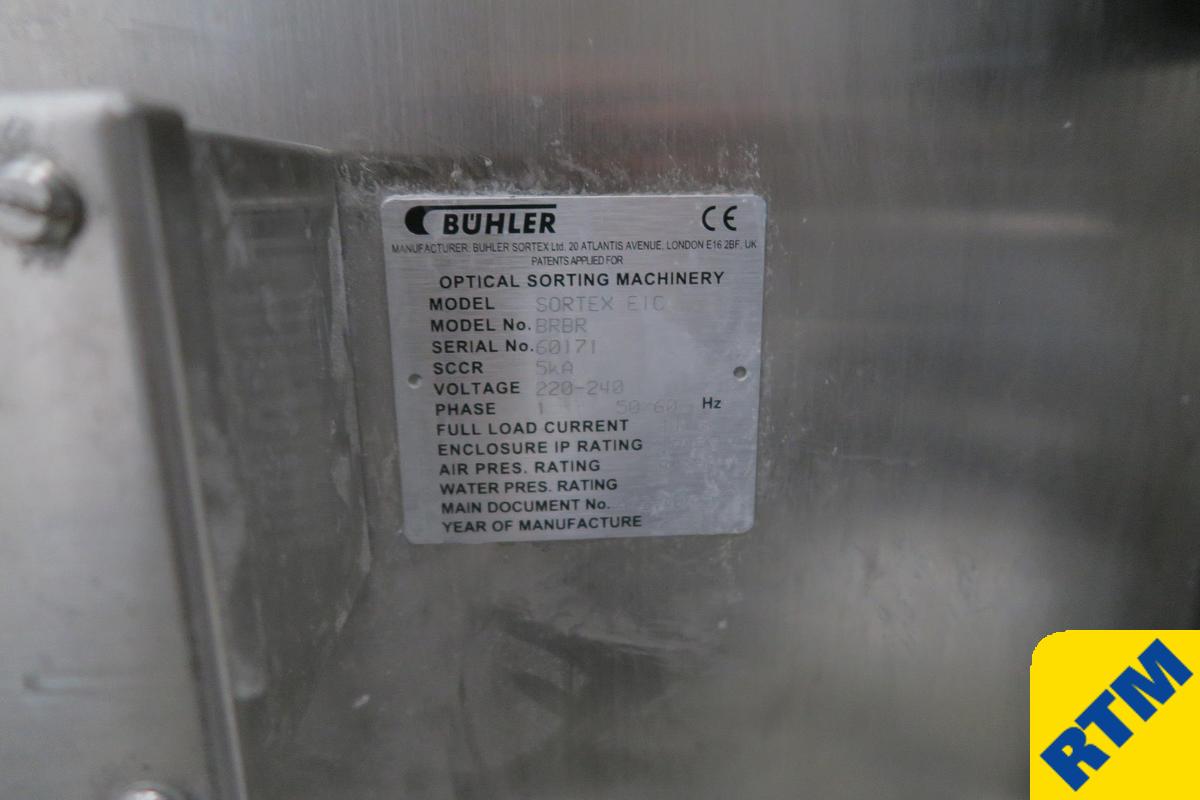 BÜHLER CE
MANUFACTURER: BUHLER SORTEX Ltd. 20 ATLANTIS AVENUE, LONDON E16 2BF, UK
PATENTS APPLIED FOR
OPTICAL SORTING MACHINERY
MODEL SORTEX E1C
MODEL No. BRBR
SERIAL No. 60171
SCCR 5kA
VOLTAGE 220-240
PHASE 1 50/60 Hz
FULL LOAD CURRENT
ENCLOSURE IP RATING
AIR PRES. RATING
WATER PRES. RATING
MAIN DOCUMENT No.
YEAR OF MANUFACTURE
RTM